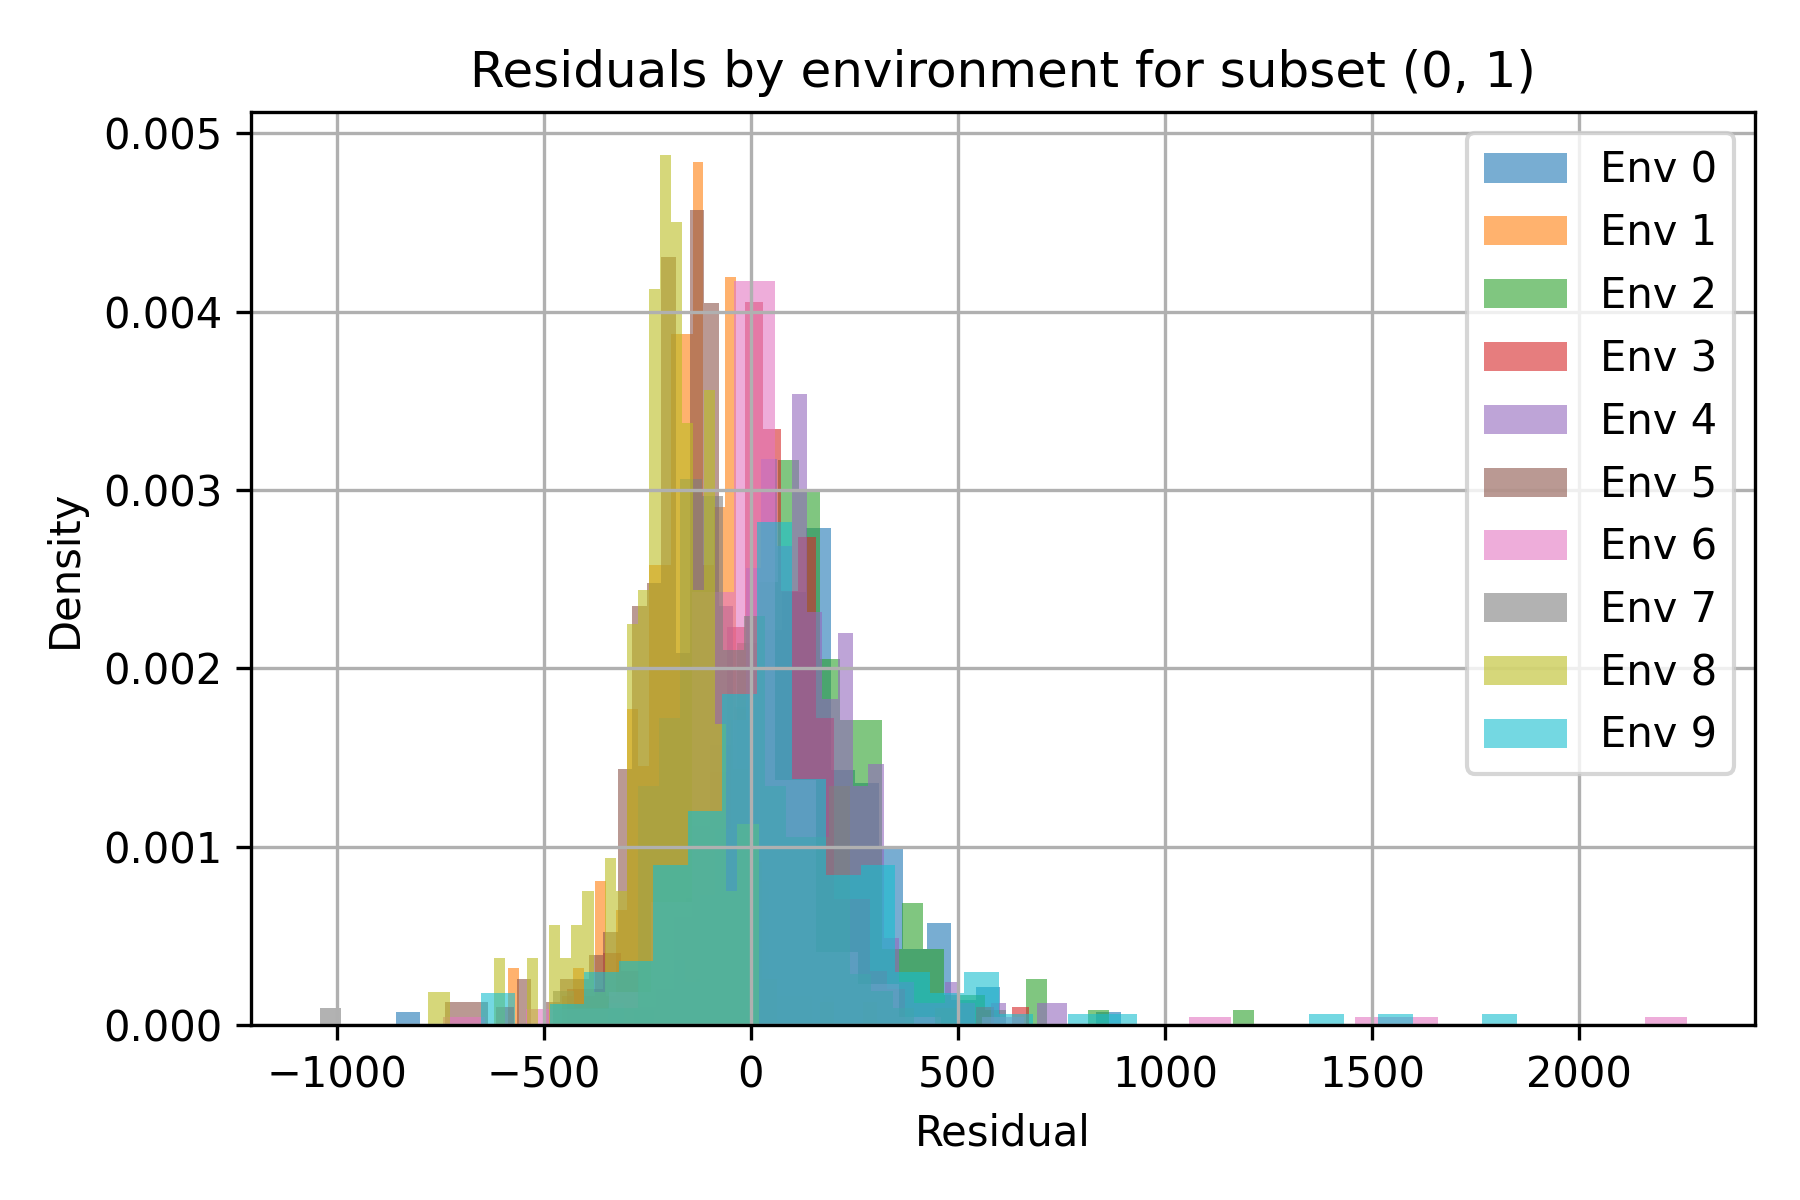 Residuals by environment for subset (0, 1)
0.005
0.004
0.003
0.002
0.001
0.000
Density
−1000
−500
0
500
1000
1500
2000
Residual
Env 0
Env 1
Env 2
Env 3
Env 4
Env 5
Env 6
Env 7
Env 8
Env 9